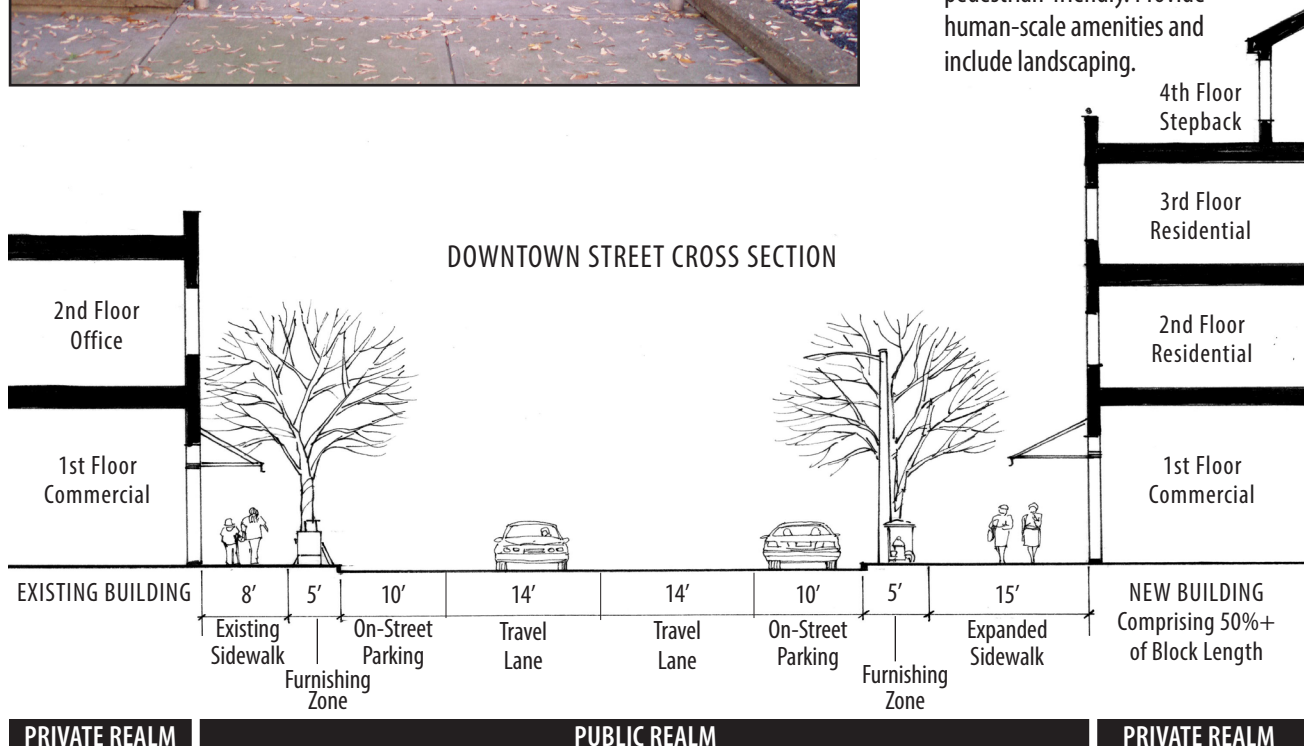 pedestrian-friendly. Provide
human-scale amenities and
include landscaping.
4th Floor
Stepback
3rd Floor
Residential
DOWNTOWN STREET CROSS SECTION
2nd Floor
Office
2nd Floor
Residential
1st Floor
Commercial
1st Floor
Commercial
EXISTING BUILDING
8’
5’
10’
14’
14’
10’
5’
15’
NEW BUILDING
Comprising 50%+
of Block Length
Existing
Sidewalk
Furnishing
Zone
On-Street
Parking
Travel
Lane
Travel
Lane
On-Street
Parking
Furnishing
Zone
Expanded
Sidewalk
PRIVATE REALM
PUBLIC REALM
PRIVATE REALM